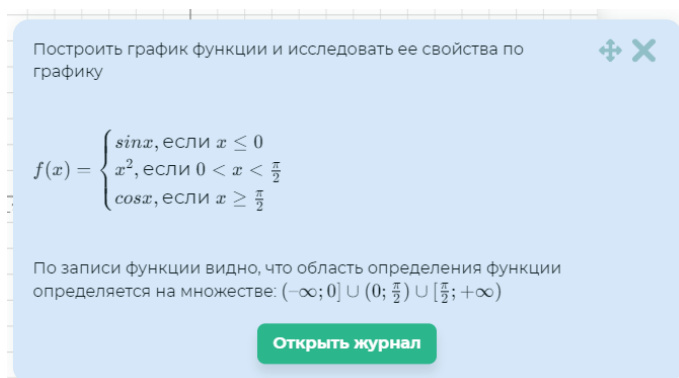 Построить график функции и исследовать ее свойства по
графику
sinx, если x ≤ 0
f(x) = { x², если 0 < x < π/2
cosx, если x ≥ π/2
По записи функции видно, что область определения функции
определяется на множестве: (−∞; 0] ∪ (0; π/2) ∪ [π/2; +∞)
Открыть журнал